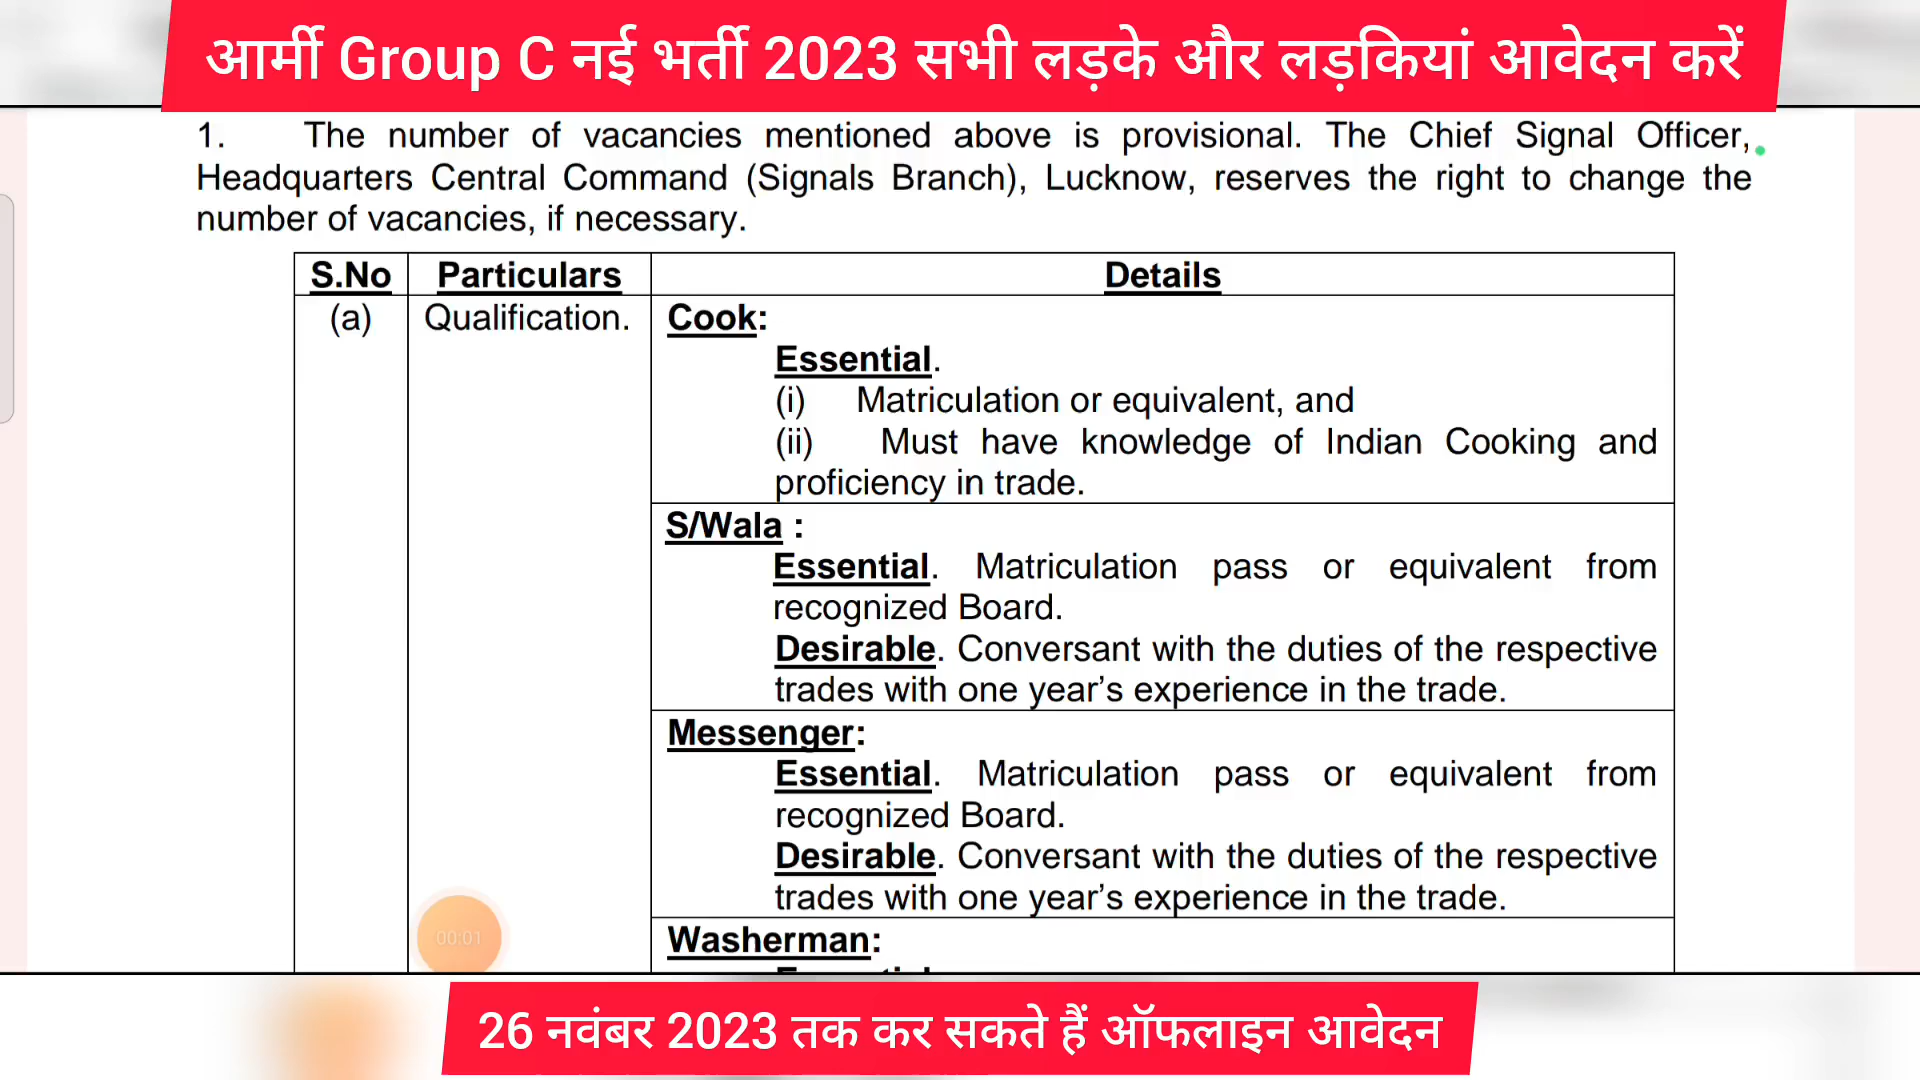 आर्मी Group C नई भर्ती 2023 सभी लड़के और लड़कियां आवेदन करें
1. The number of vacancies mentioned above is provisional. The Chief Signal Officer,
Headquarters Central Command (Signals Branch), Lucknow, reserves the right to change the
number of vacancies, if necessary.
S.No Particulars Details
(a) Qualification. Cook:
Essential.
(i) Matriculation or equivalent, and
(ii) Must have knowledge of Indian Cooking and
proficiency in trade.
S/Wala :
Essential. Matriculation pass or equivalent from
recognized Board.
Desirable. Conversant with the duties of the respective
trades with one year’s experience in the trade.
Messenger:
Essential. Matriculation pass or equivalent from
recognized Board.
Desirable. Conversant with the duties of the respective
trades with one year’s experience in the trade.
00:01
Washerman:
26 नवंबर 2023 तक कर सकते हैं ऑफलाइन आवेदन